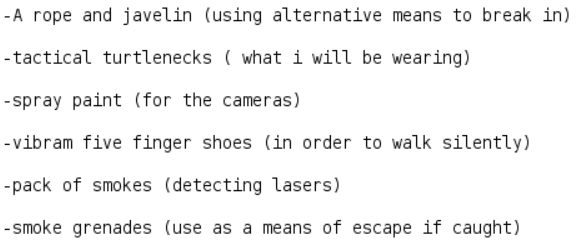 -A rope and javelin (using alternative means to break in)
-tactical turtlenecks ( what i will be wearing)
-spray paint (for the cameras)
-vibram five finger shoes (in order to walk silently)
-pack of smokes (detecting lasers)
-smoke grenades (use as a means of escape if caught)